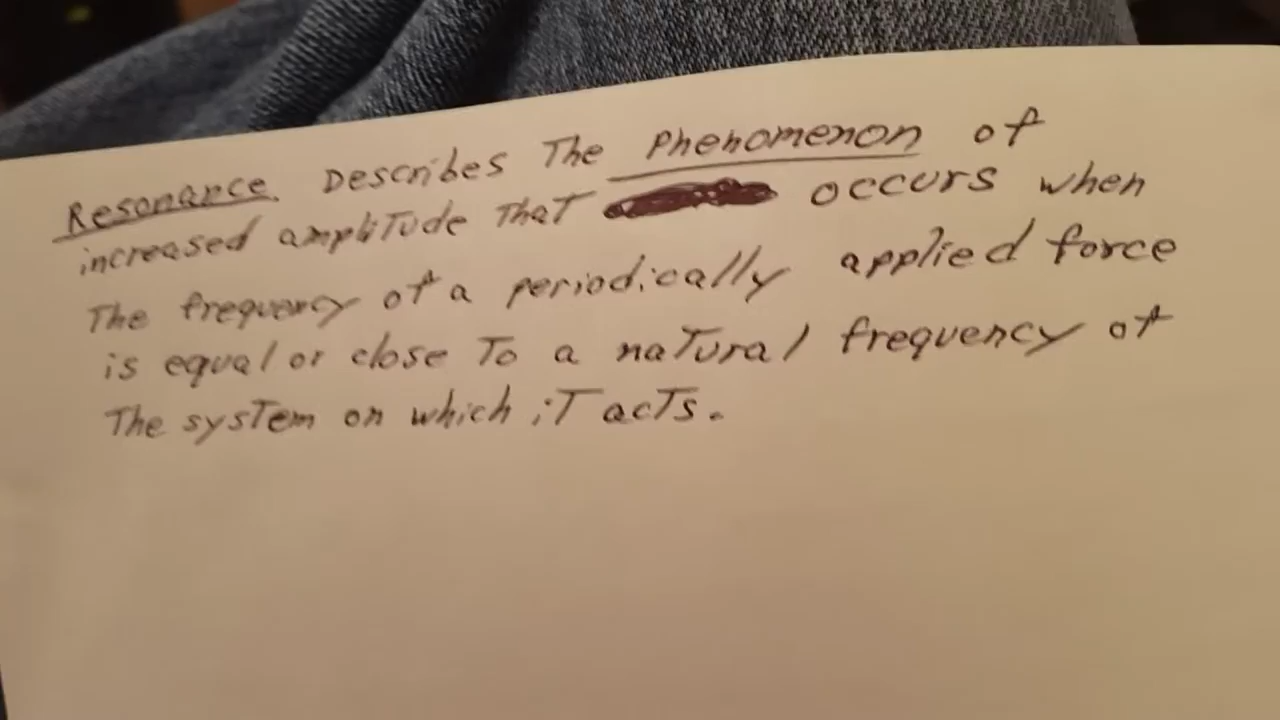 Resonance. Describes The Phenomenon of
increased ampliTude ThaT occurs when
The frequency of a periodically applied force
is equal or close To a naTural frequency of
The sysTem on which iT acTs.